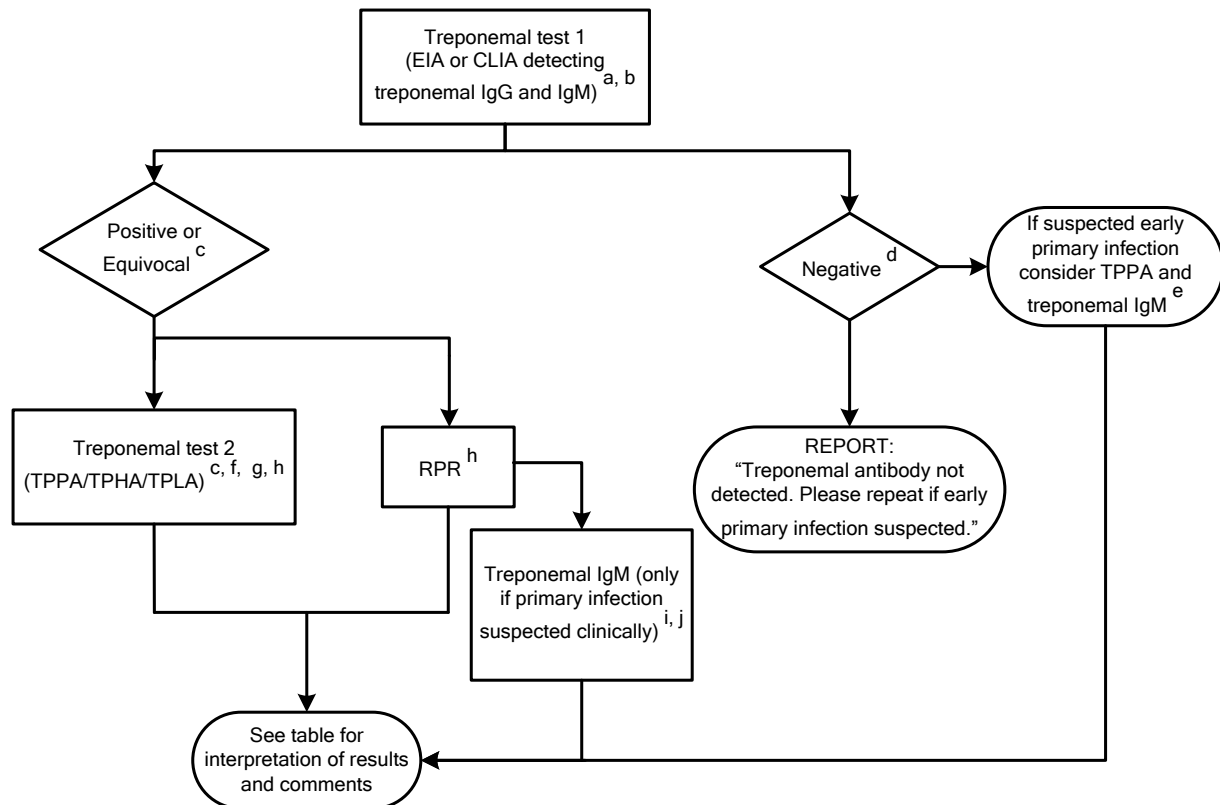 Treponemal test 1
(EIA or CLIA detecting
treponemal IgG and IgM) a, b
Positive or
Equivocal c
Negative d
If suspected early
primary infection
consider TPPA and
treponemal IgM e
Treponemal test 2
(TPPA/TPHA/TPLA) c, f, g, h
RPR h
REPORT:
“Treponemal antibody not
detected. Please repeat if early
primary infection suspected.”
Treponemal IgM (only
if primary infection
suspected clinically) i, j
See table for
interpretation of results
and comments